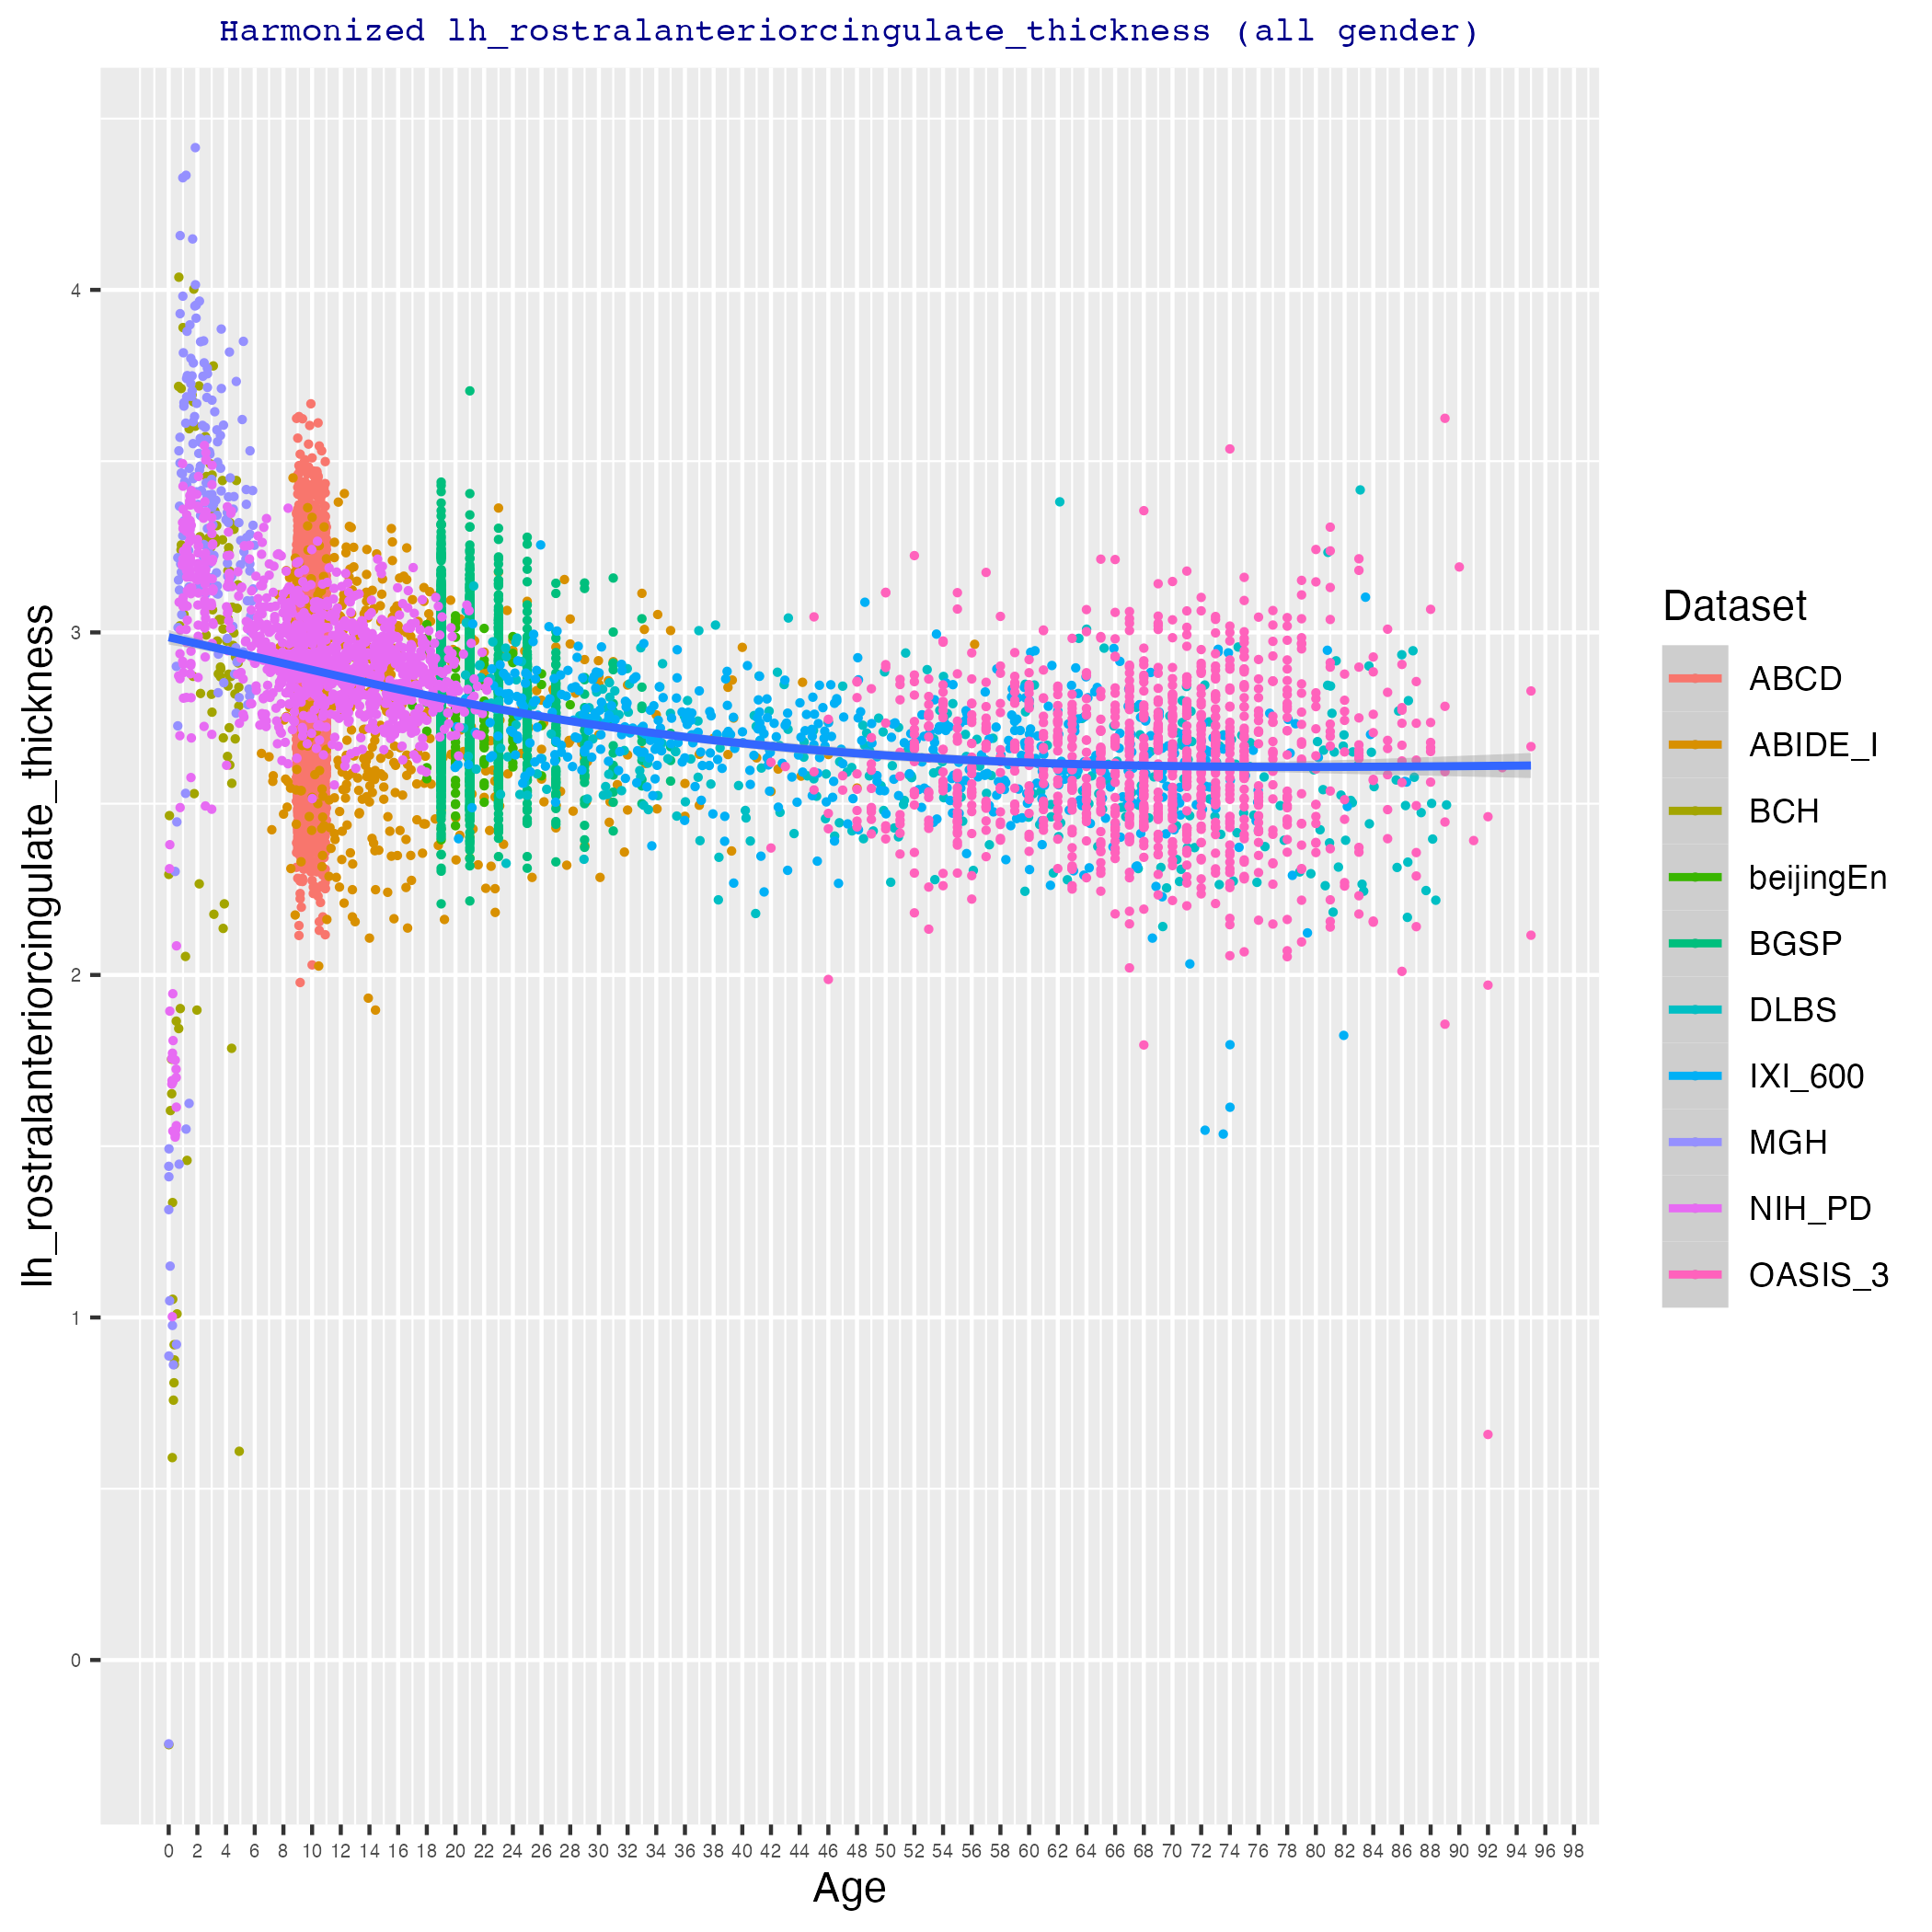 Harmonized lh_rostralanteriorcingulate_thickness (all gender)
lh_rostralanteriorcingulate_thickness
4
3
2
1
0
0 2 4 6 8 10 12 14 16 18 20 22 24 26 28 30 32 34 36 38 40 42 44 46 48 50 52 54 56 58 60 62 64 66 68 70 72 74 76 78 80 82 84 86 88 90 92 94 96 98
Age
Dataset
ABCD
ABIDE_I
BCH
beijingEn
BGSP
DLBS
IXI_600
MGH
NIH_PD
OASIS_3